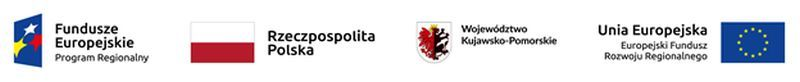 Fundusze
Europejskie
Program Regionalny
Rzeczpospolita
Polska
Województwo
Kujawsko-Pomorskie
Unia Europejska
Europejski Fundusz
Rozwoju Regionalnego